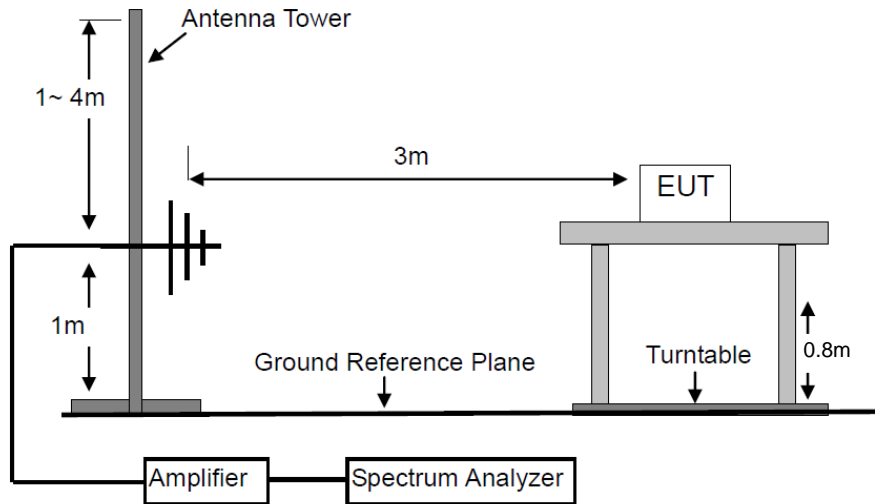 Antenna Tower
1~ 4m
3m
EUT
1m
0.8m
Ground Reference Plane
Turntable
Amplifier
Spectrum Analyzer